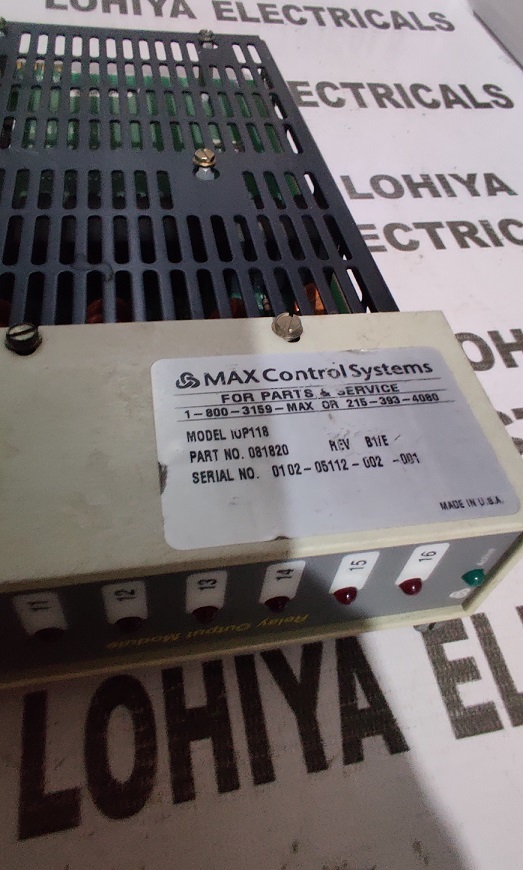 LOHIYA ELECTRICALS
ECTRICALS
LOHIYA
ECTRIC
OH
MAX Control Systems
FOR PARTS & SERVICE
1-800-3159-MAX OR 215-393-4080
MODEL IOP118
PART NO. 081820 REV B1/E
SERIAL NO. 0102-05112-002-001
MADE IN U.S.A.
11 12 13 14 15 16
Relay Output Module
LOHIYA EL